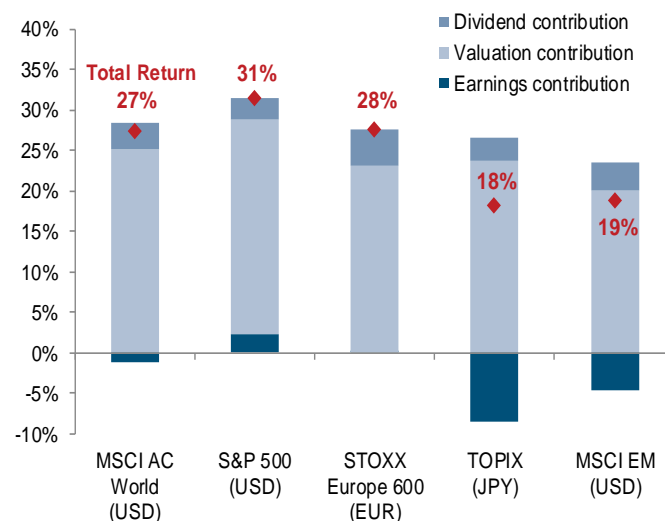 40%
35%
30%
25%
20%
15%
10%
5%
0%
-5%
-10%
Dividend contribution
Valuation contribution
Earnings contribution
Total Return
27%
31%
28%
18%
19%
MSCI AC
World
(USD)
S&P 500
(USD)
STOXX
Europe 600
(EUR)
TOPIX
(JPY)
MSCI EM
(USD)